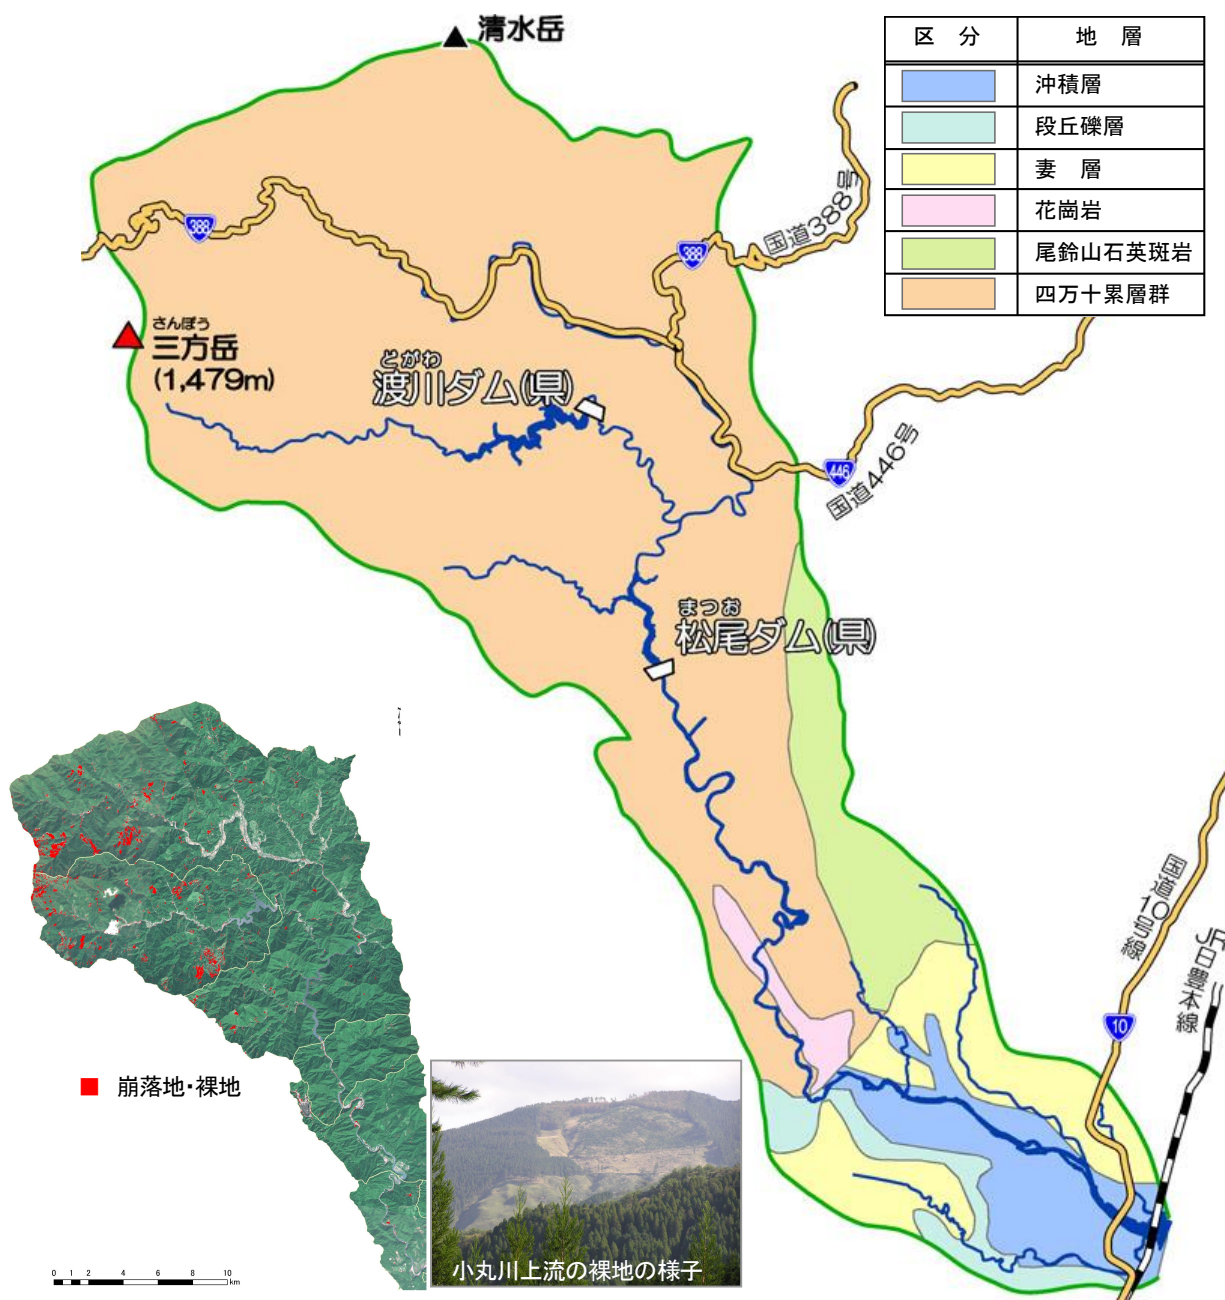 清水岳
区 分 地 層
沖積層
段丘礫層
妻 層
花崗岩
尾鈴山石英斑岩
四万十累層群
388
388
国道388号
さんぽう
三方岳
(1,479m)
とがわ
渡川ダム(県)
446
国道446号
まつお
松尾ダム(県)
国道10号線
JR日豊本線
10
崩落地・裸地
小丸川上流の裸地の様子
0 1 2 4 6 8 10
km